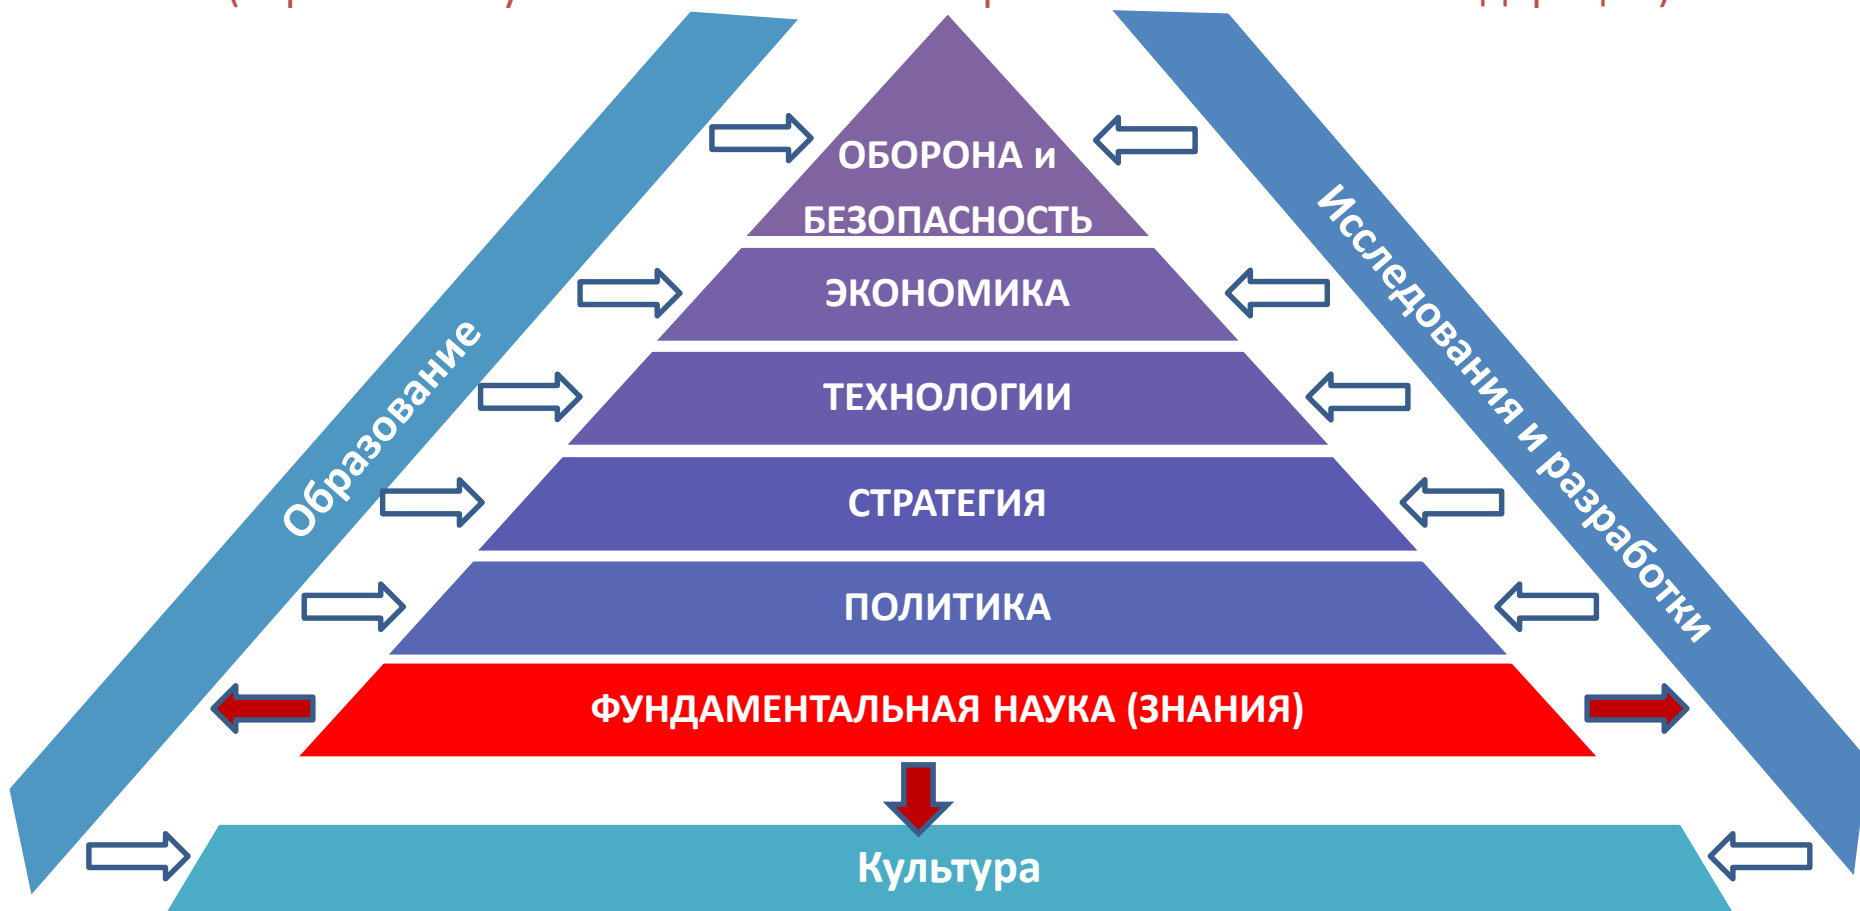 ОБОРОНА и
БЕЗОПАСНОСТЬ
ЭКОНОМИКА
ТЕХНОЛОГИИ
СТРАТЕГИЯ
ПОЛИТИКА
ФУНДАМЕНТАЛЬНАЯ НАУКА (ЗНАНИЯ)
Культура
Образование
Исследования и разработки